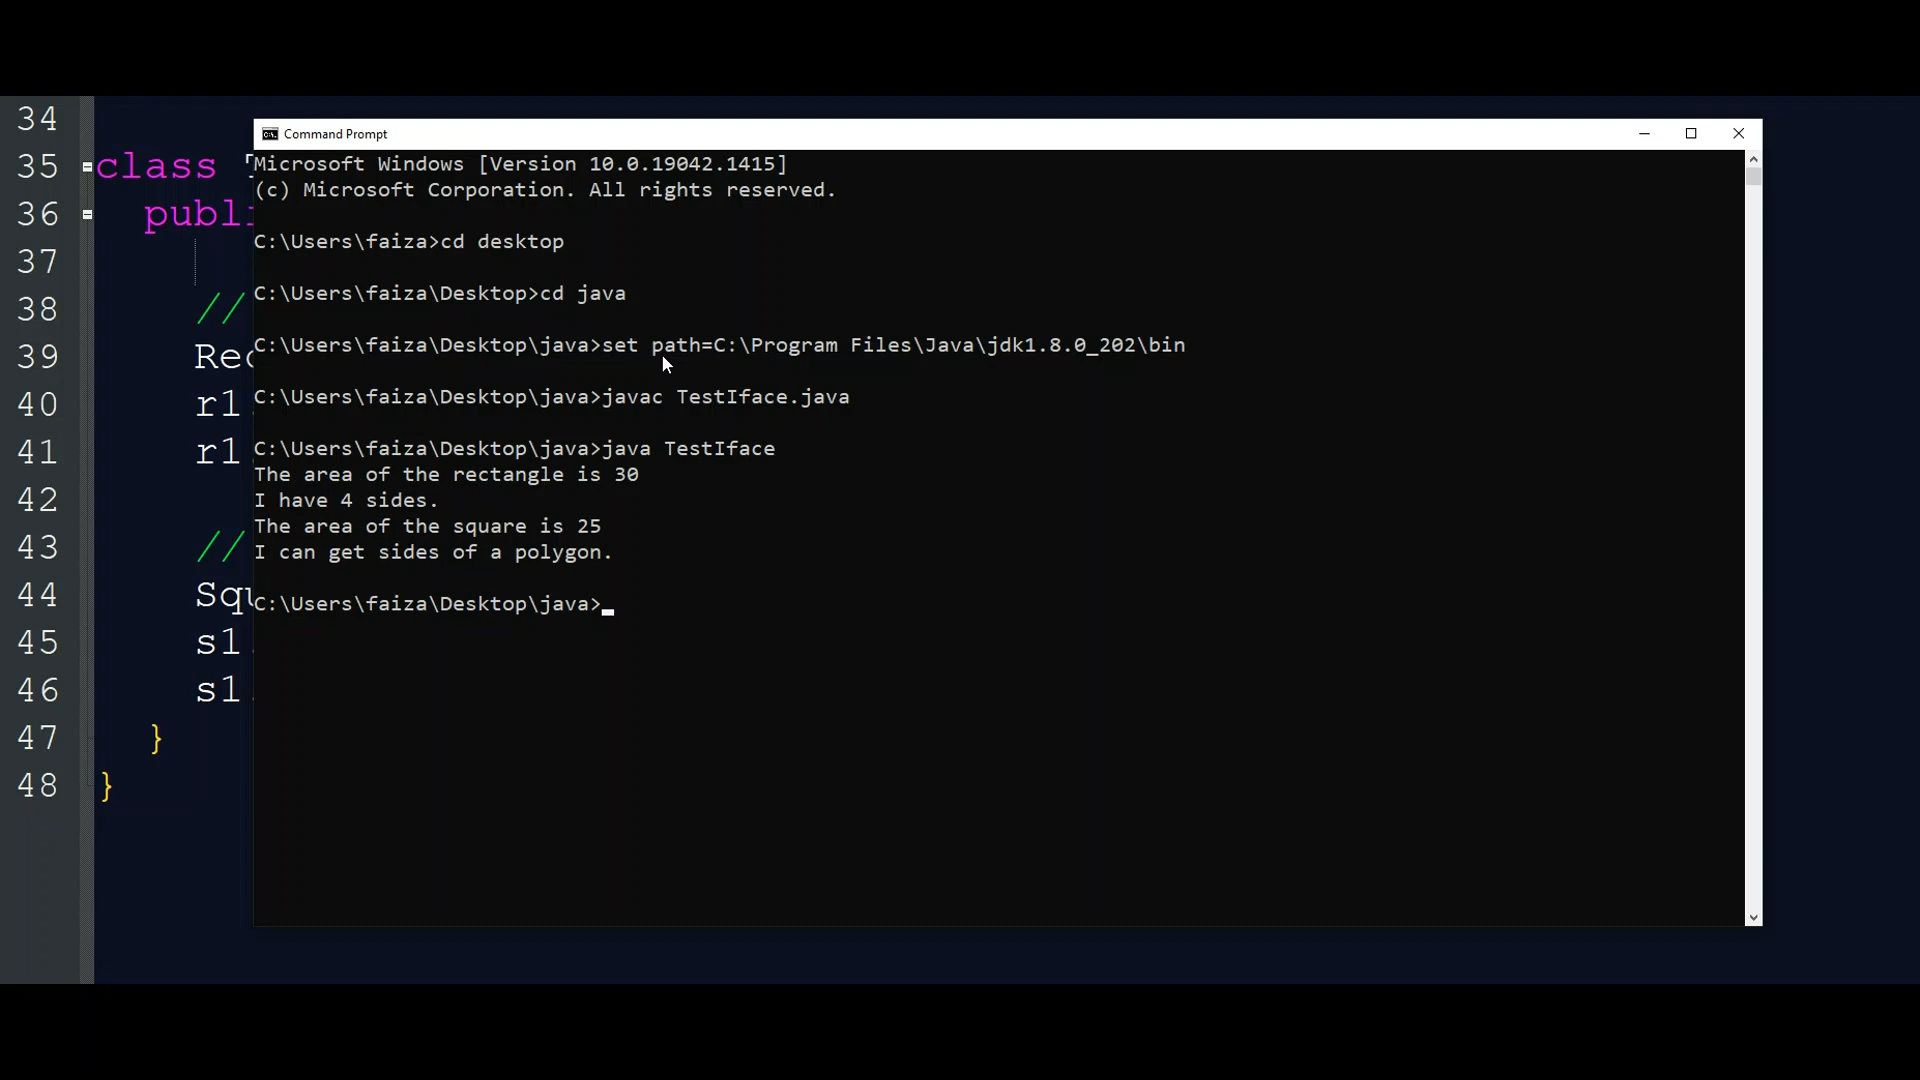 Command Prompt
Microsoft Windows [Version 10.0.19042.1415]
(c) Microsoft Corporation. All rights reserved.
C:\Users\faiza>cd desktop
C:\Users\faiza\Desktop>cd java
C:\Users\faiza\Desktop\java>set path=C:\Program Files\Java\jdk1.8.0_202\bin
C:\Users\faiza\Desktop\java>javac TestIface.java
C:\Users\faiza\Desktop\java>java TestIface
The area of the rectangle is 30
I have 4 sides.
The area of the square is 25
I can get sides of a polygon.
C:\Users\faiza\Desktop\java>
34
35 class
36 publi
37
38 //
39 Rec
40 r1.
41 r1
42
43 //
44 Squ
45 s1.
46 s1.
47 }
48 }